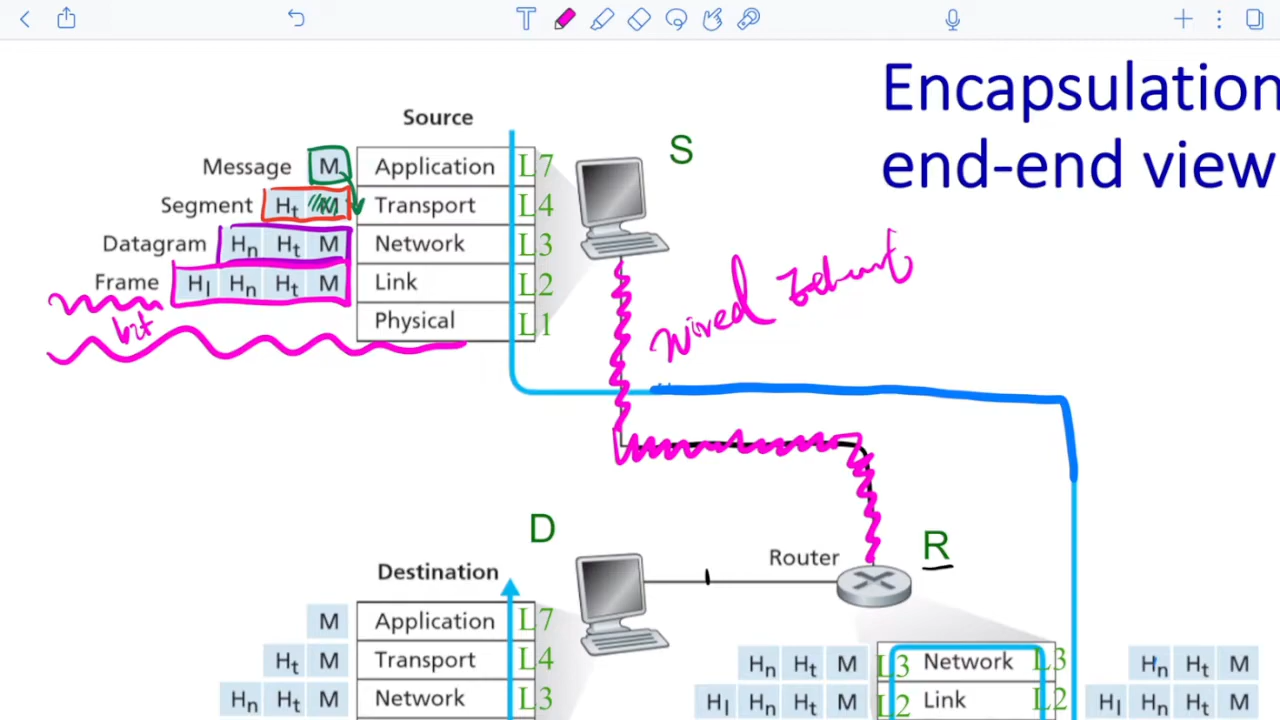 Encapsulation
end-end view
Source
S
Message M Application L7
Segment Ht M Transport L4
Datagram Hn Ht M Network L3
Frame Hl Hn Ht M Link L2
bit Physical L1
Wired
D
Router
R
Destination
M Application L7
Ht M Transport L4
Hn Ht M Network L3
Hn Ht M L3 Network L3 Hn Ht M
Hl Hn Ht M L2 Link L2 Hl Hn Ht M